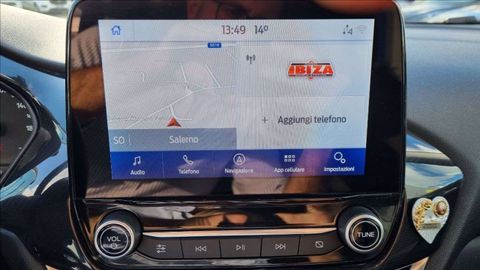 13:49 14°
IBIZA
+ Aggiungi telefono
SO Salerno
Audio Telefono Navigazione App cellulare Impostazioni
VOL
TUNE